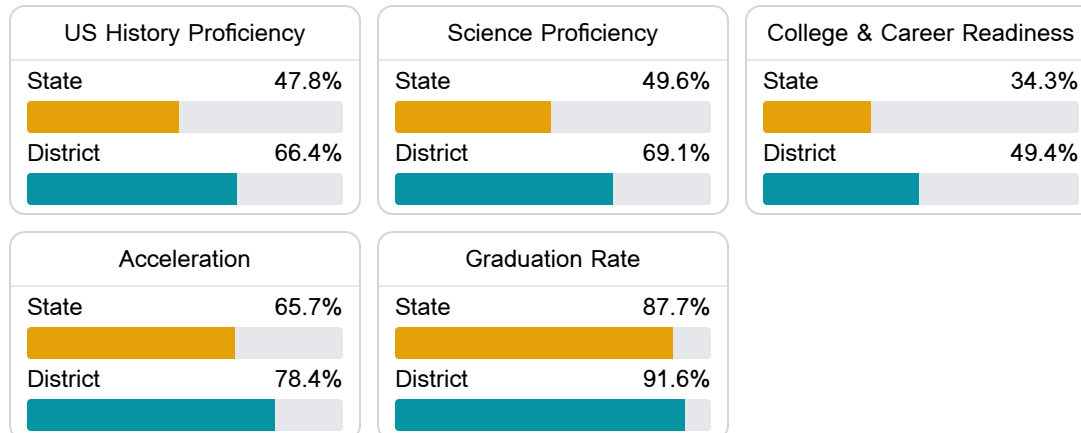 US History Proficiency
State 47.8%
District 66.4%
Science Proficiency
State 49.6%
District 69.1%
College & Career Readiness
State 34.3%
District 49.4%
Acceleration
State 65.7%
District 78.4%
Graduation Rate
State 87.7%
District 91.6%